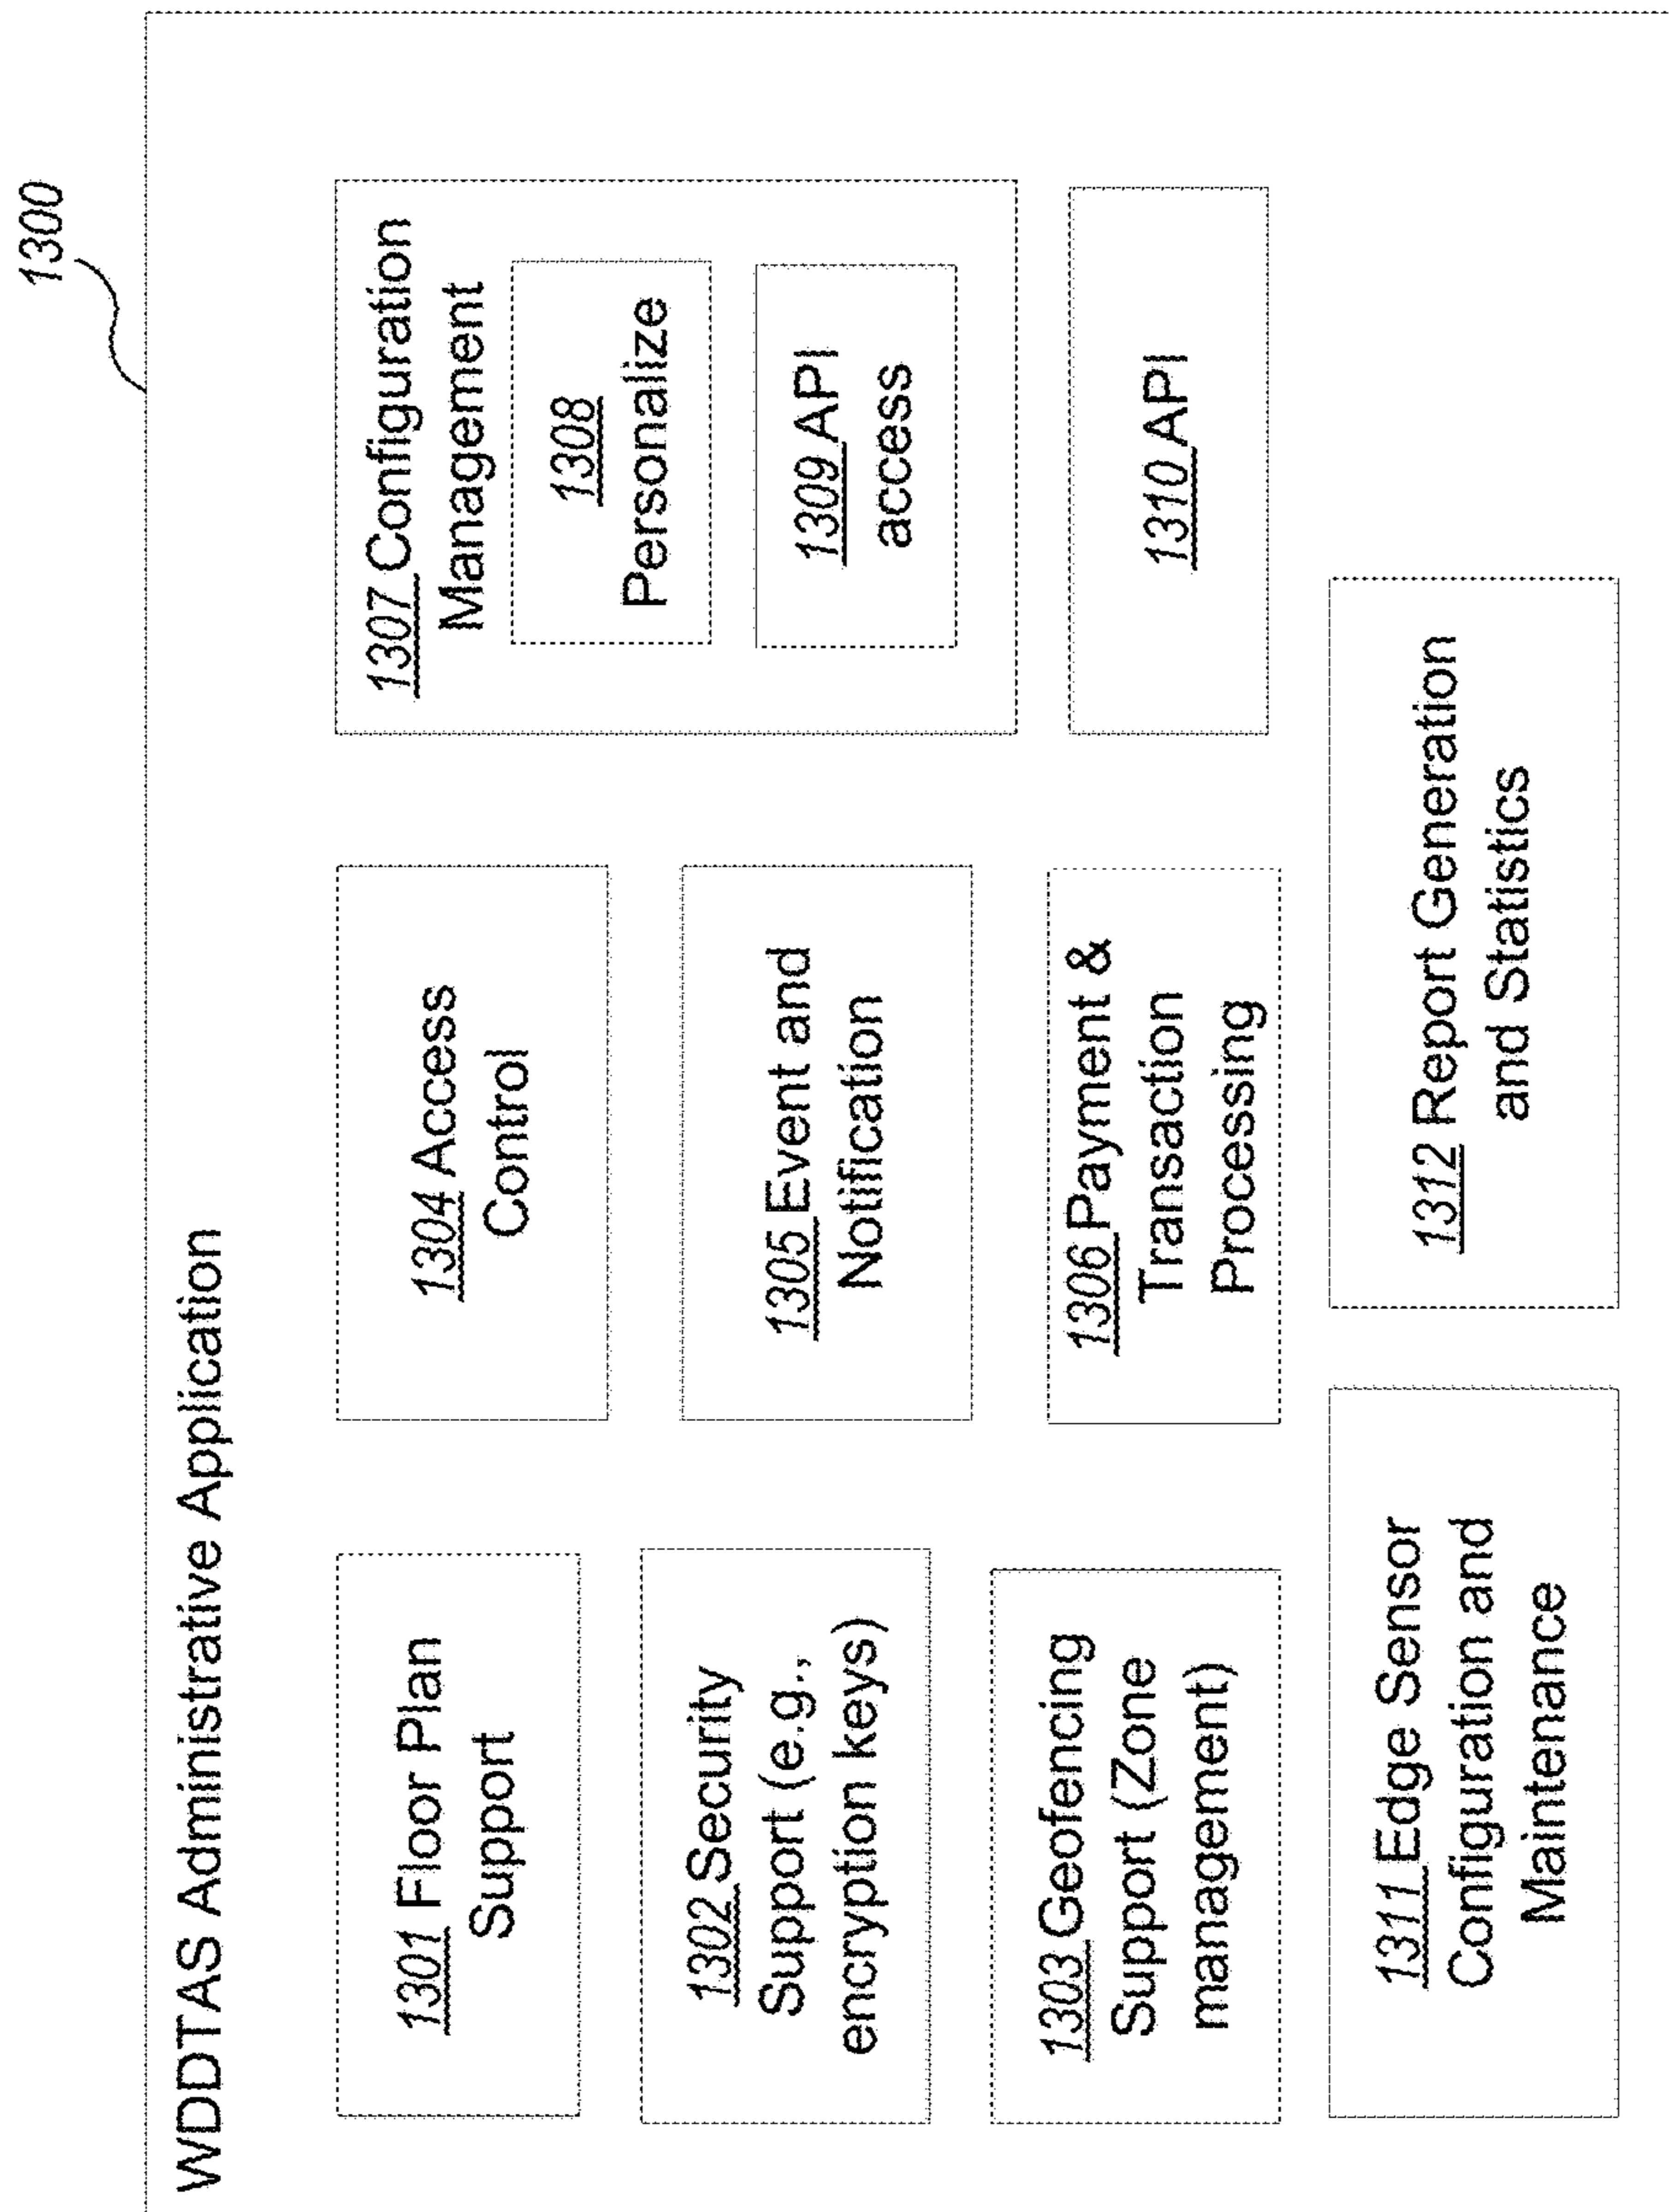 1300
WDDTAS Administrative Application
1301 Floor Plan
Support
1302 Security
Support (e.g.,
encryption keys)
1303 Geofencing
Support (Zone
management)
1304 Access
Control
1305 Event and
Notification
1306 Payment &
Transaction
Processing
1307 Configuration
Management
1308
Personalize
1309 API
access
1310 API
1311 Edge Sensor
Configuration and
Maintenance
1312 Report Generation
and Statistics